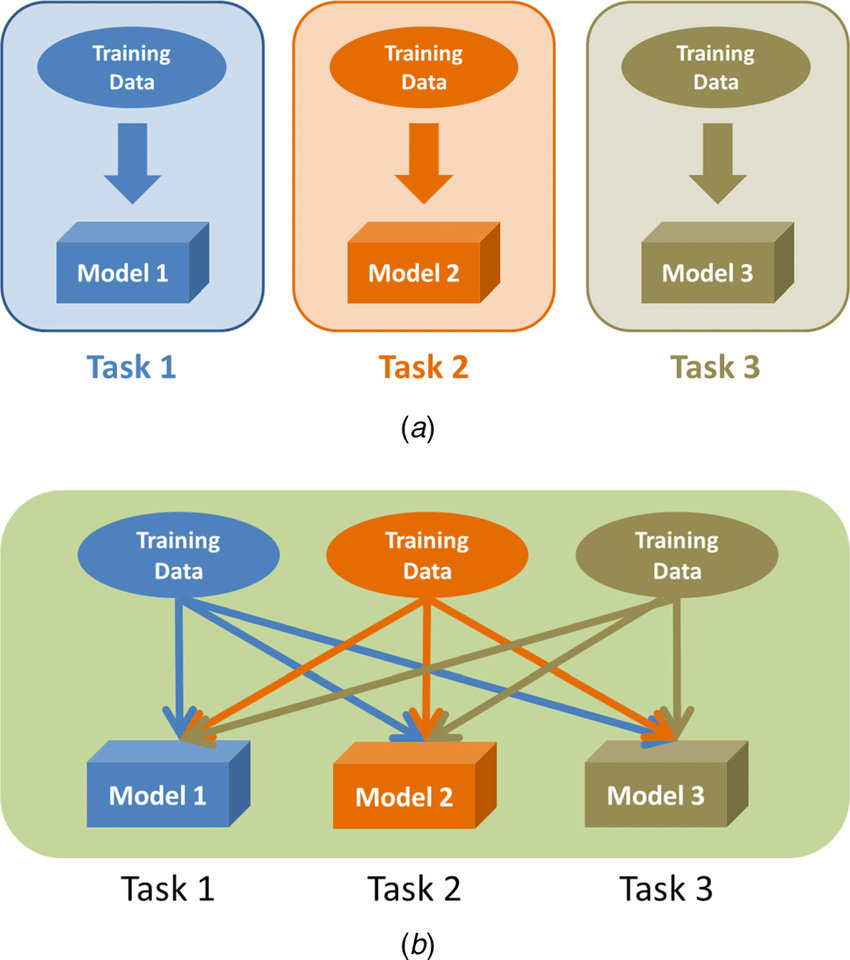 Training
Data
Training
Data
Training
Data
Model 1
Model 2
Model 3
Task 1
Task 2
Task 3
(a)
Training
Data
Training
Data
Training
Data
Model 1
Model 2
Model 3
Task 1
Task 2
Task 3
(b)